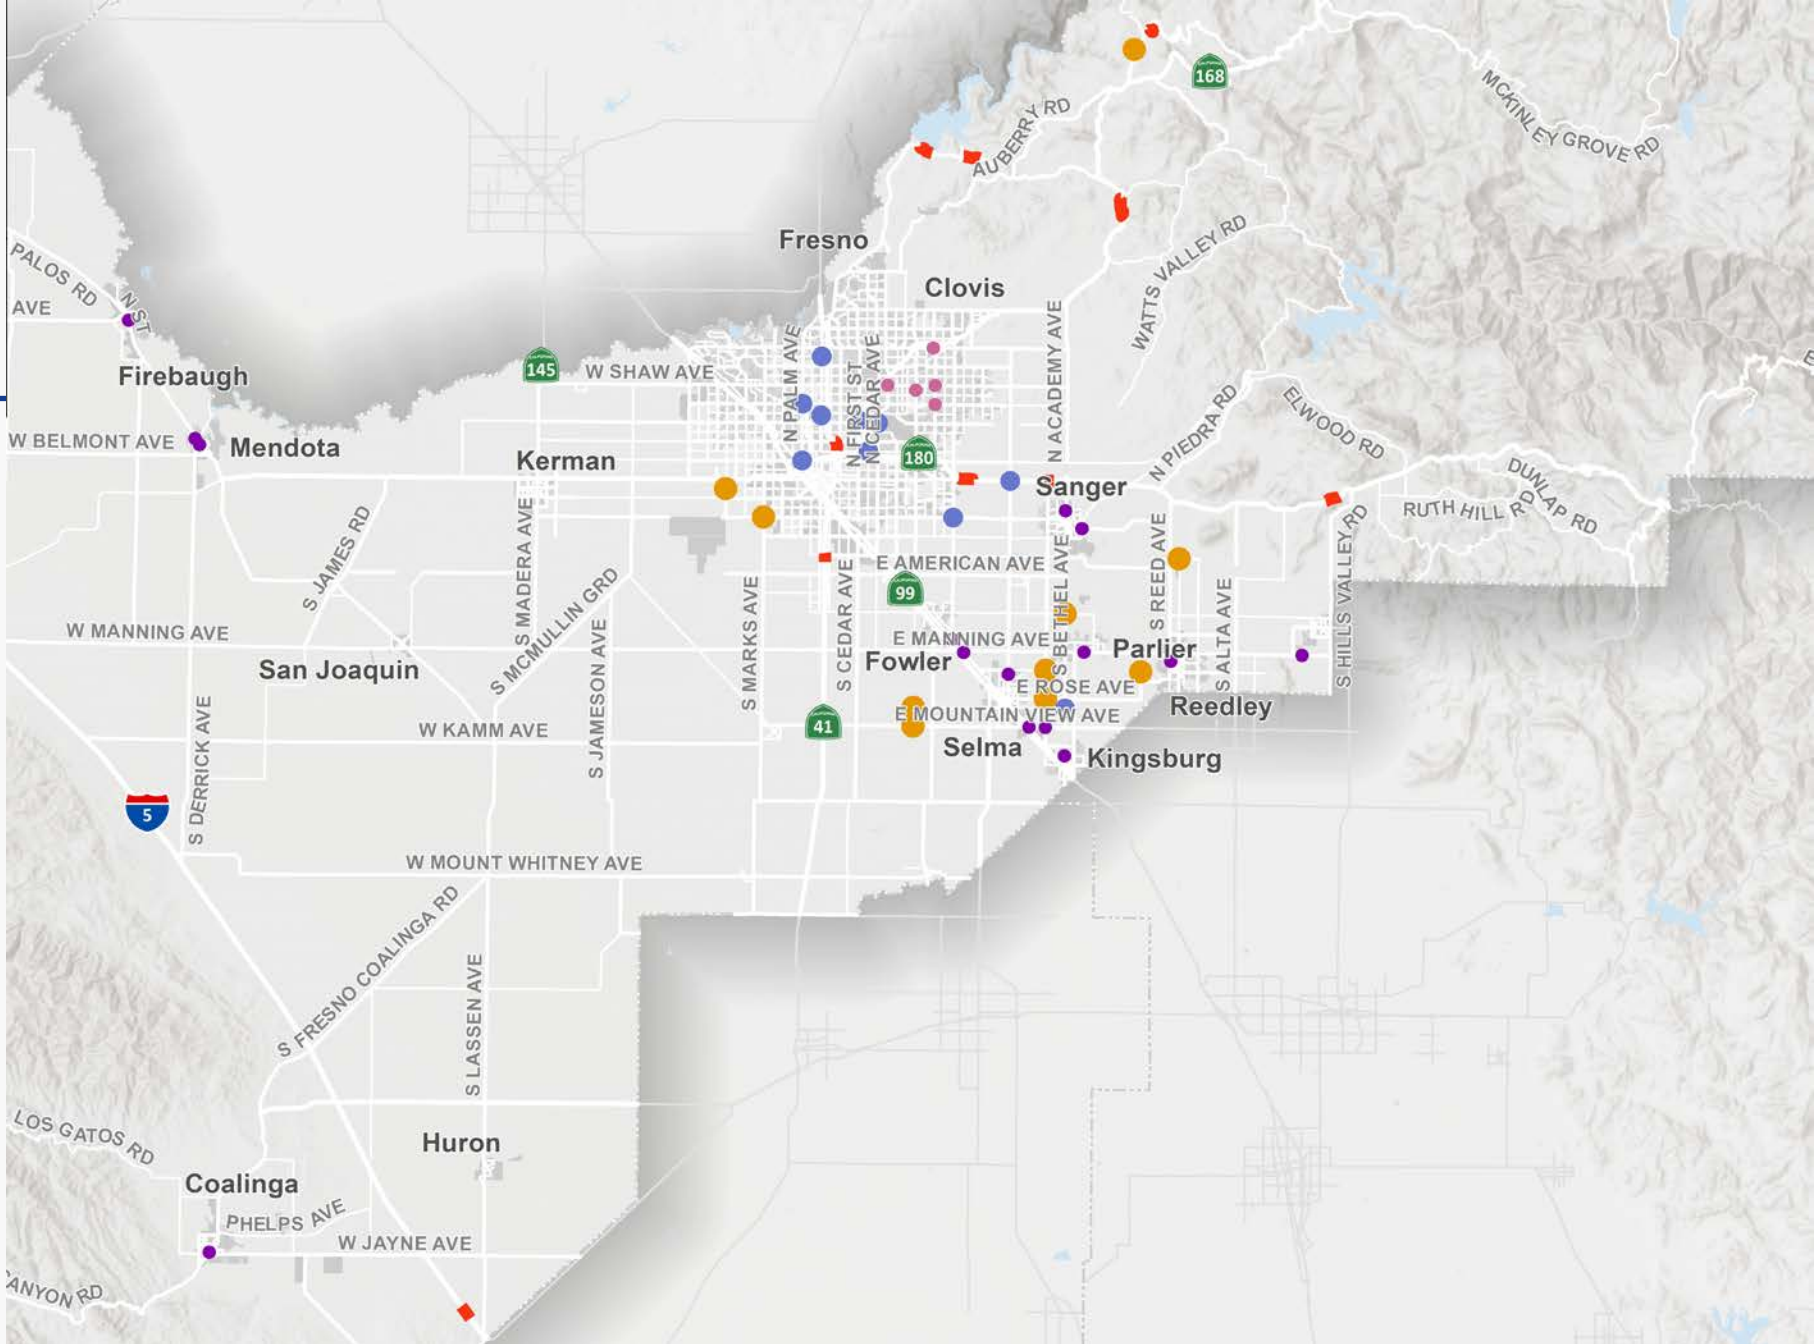 168
MCKINLEY GROVE RD
AUBERRY RD
WATTS VALLEY RD
Fresno
PALOS RD
N ST
AVE
Clovis
Firebaugh
145
W SHAW AVE
N PALM AVE
N FIRST ST
N CEDAR AVE
N ACADEMY AVE
N PIEDRA RD
ELWOOD RD
W BELMONT AVE
Mendota
Kerman
180
Sanger
DUNLAP RD
RUTH HILL RD
S JAMES RD
S MADERA AVE
E AMERICAN AVE
99
S REED AVE
S HILLS VALLEY RD
S MCMULLIN GRD
S JAMESON AVE
S MARKS AVE
S CEDAR AVE
S BETHEL AVE
S ALTA AVE
W MANNING AVE
E MANNING AVE
San Joaquin
Fowler
Parlier
E ROSE AVE
Reedley
E MOUNTAIN VIEW AVE
S DERRICK AVE
W KAMM AVE
41
Selma
Kingsburg
5
W MOUNT WHITNEY AVE
S FRESNO COALINGA RD
S LASSEN AVE
LOS GATOS RD
Huron
Coalinga
PHELPS AVE
W JAYNE AVE
CANYON RD